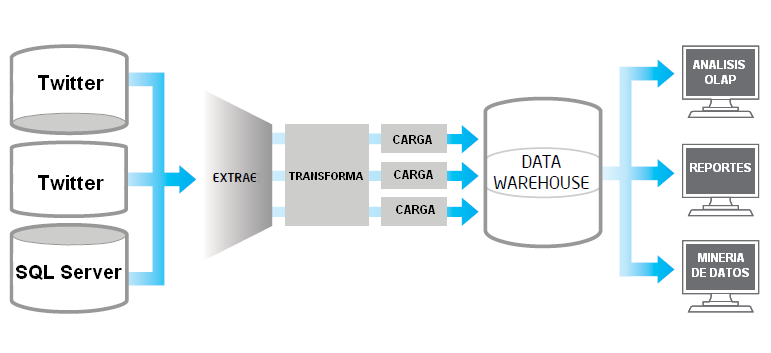 Twitter
Twitter
SQL Server
EXTRAE
TRANSFORMA
CARGA
CARGA
CARGA
DATA
WAREHOUSE
ANALISIS
OLAP
REPORTES
MINERIA
DE DATOS